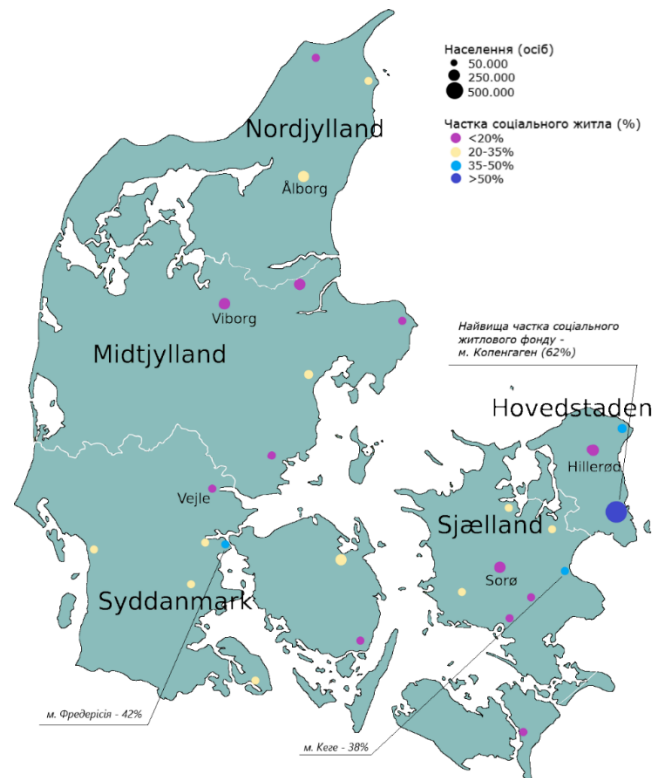 Населення (осіб)
50.000
250.000
500.000
Частка соціального житла (%)
<20%
20-35%
35-50%
>50%
Nordjylland
Ålborg
Viborg
Midtjylland
Найвища частка соціального
житлового фонду -
м. Копенгаген (62%)
Hovedstaden
Hillerød
Vejle
Sjælland
Sorø
Syddanmark
м. Фредерісія - 42%
м. Кеге - 38%